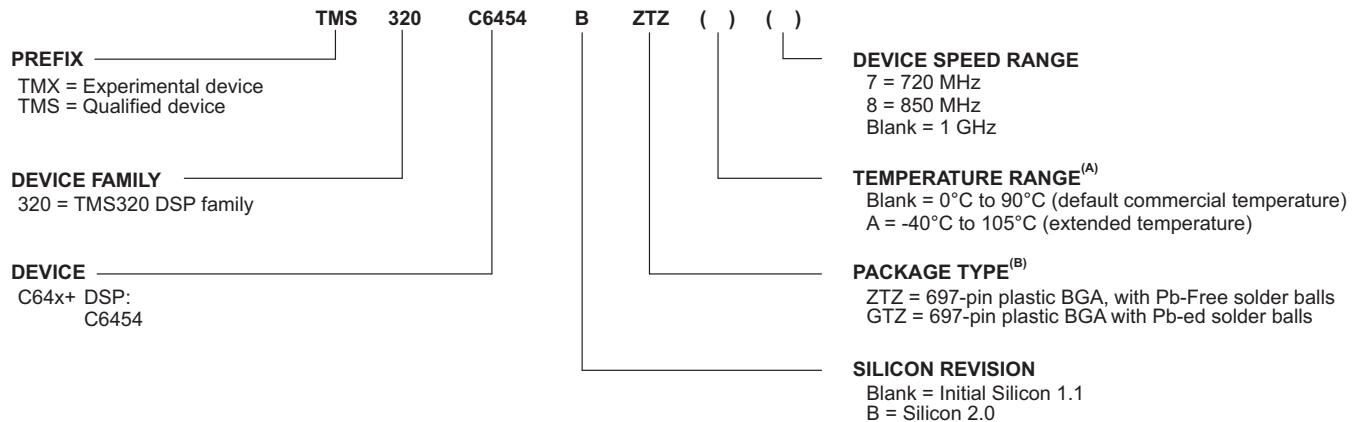 TMS 320 C6454 B ZTZ ( ) ( )
PREFIX
TMX = Experimental device
TMS = Qualified device
DEVICE FAMILY
320 = TMS320 DSP family
DEVICE
C64x+ DSP:
C6454
DEVICE SPEED RANGE
7 = 720 MHz
8 = 850 MHz
Blank = 1 GHz
TEMPERATURE RANGE(A)
Blank = 0°C to 90°C (default commercial temperature)
A = -40°C to 105°C (extended temperature)
PACKAGE TYPE(B)
ZTZ = 697-pin plastic BGA, with Pb-Free solder balls
GTZ = 697-pin plastic BGA with Pb-ed solder balls
SILICON REVISION
Blank = Initial Silicon 1.1
B = Silicon 2.0